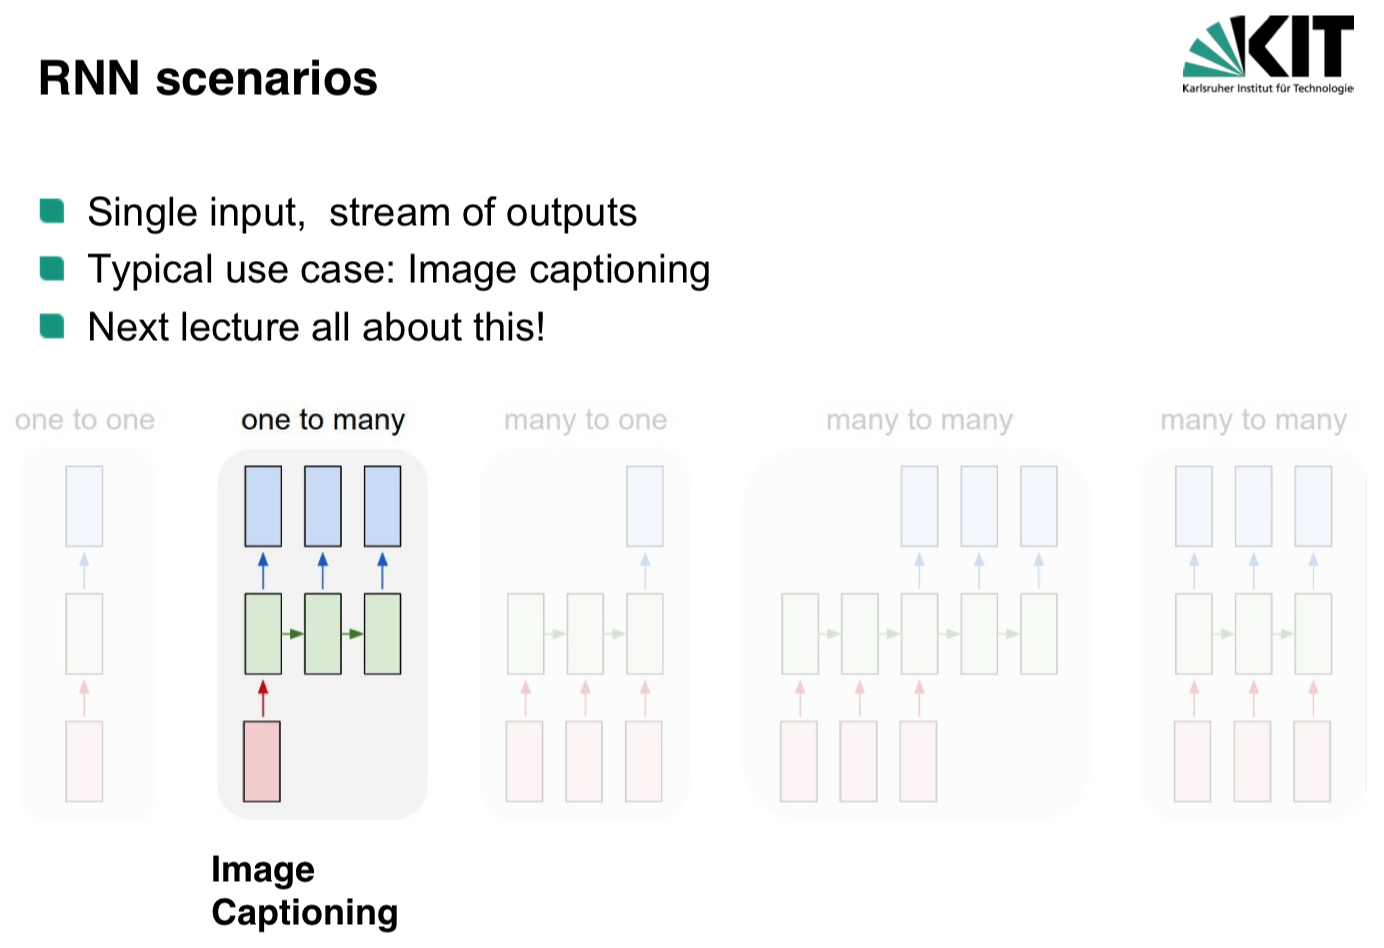 KIT
Karlsruher Institut für Technologie
RNN scenarios
Single input, stream of outputs
Typical use case: Image captioning
Next lecture all about this!
one to one
one to many
many to one
many to many
many to many
Image
Captioning